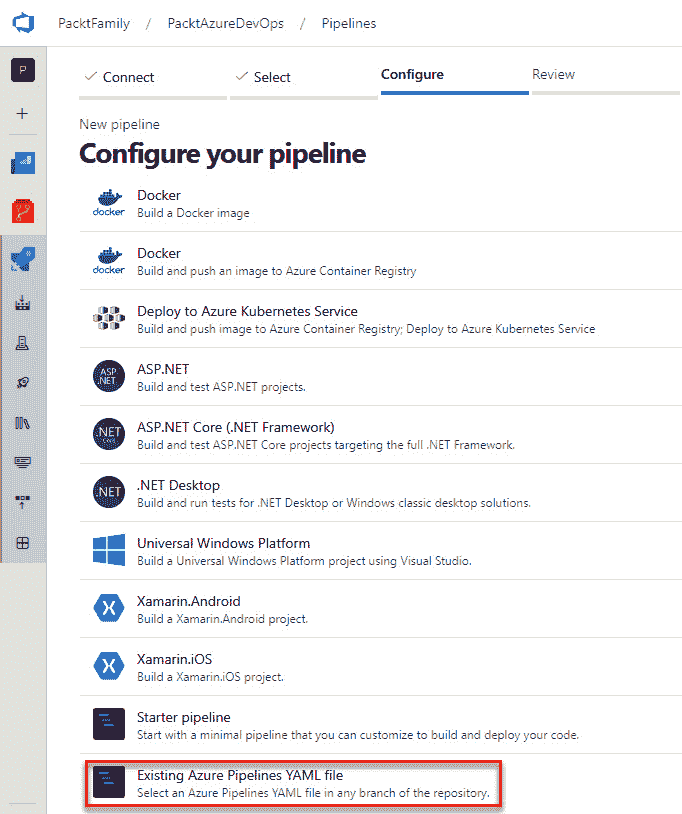 PacktFamily / PacktAzureDevOps / Pipelines
P
Connect
Select
Configure
Review
New pipeline
Configure your pipeline
docker
Docker
Build a Docker image
docker
Docker
Build and push an image to Azure Container Registry
Deploy to Azure Kubernetes Service
Build and push image to Azure Container Registry; Deploy to Azure Kubernetes Service
ASP
.NET
ASP.NET
Build and test ASP.NET projects.
.NET
Core
ASP.NET Core (.NET Framework)
Build and test ASP.NET Core projects targeting the full .NET Framework.
.NET
.NET Desktop
Build and run tests for .NET Desktop or Windows classic desktop solutions.
Universal Windows Platform
Build a Universal Windows Platform project using Visual Studio.
Xamarin.Android
Build a Xamarin.Android project.
Xamarin.iOS
Build a Xamarin.iOS project.
Starter pipeline
Start with a minimal pipeline that you can customize to build and deploy your code.
Existing Azure Pipelines YAML file
Select an Azure Pipelines YAML file in any branch of the repository.